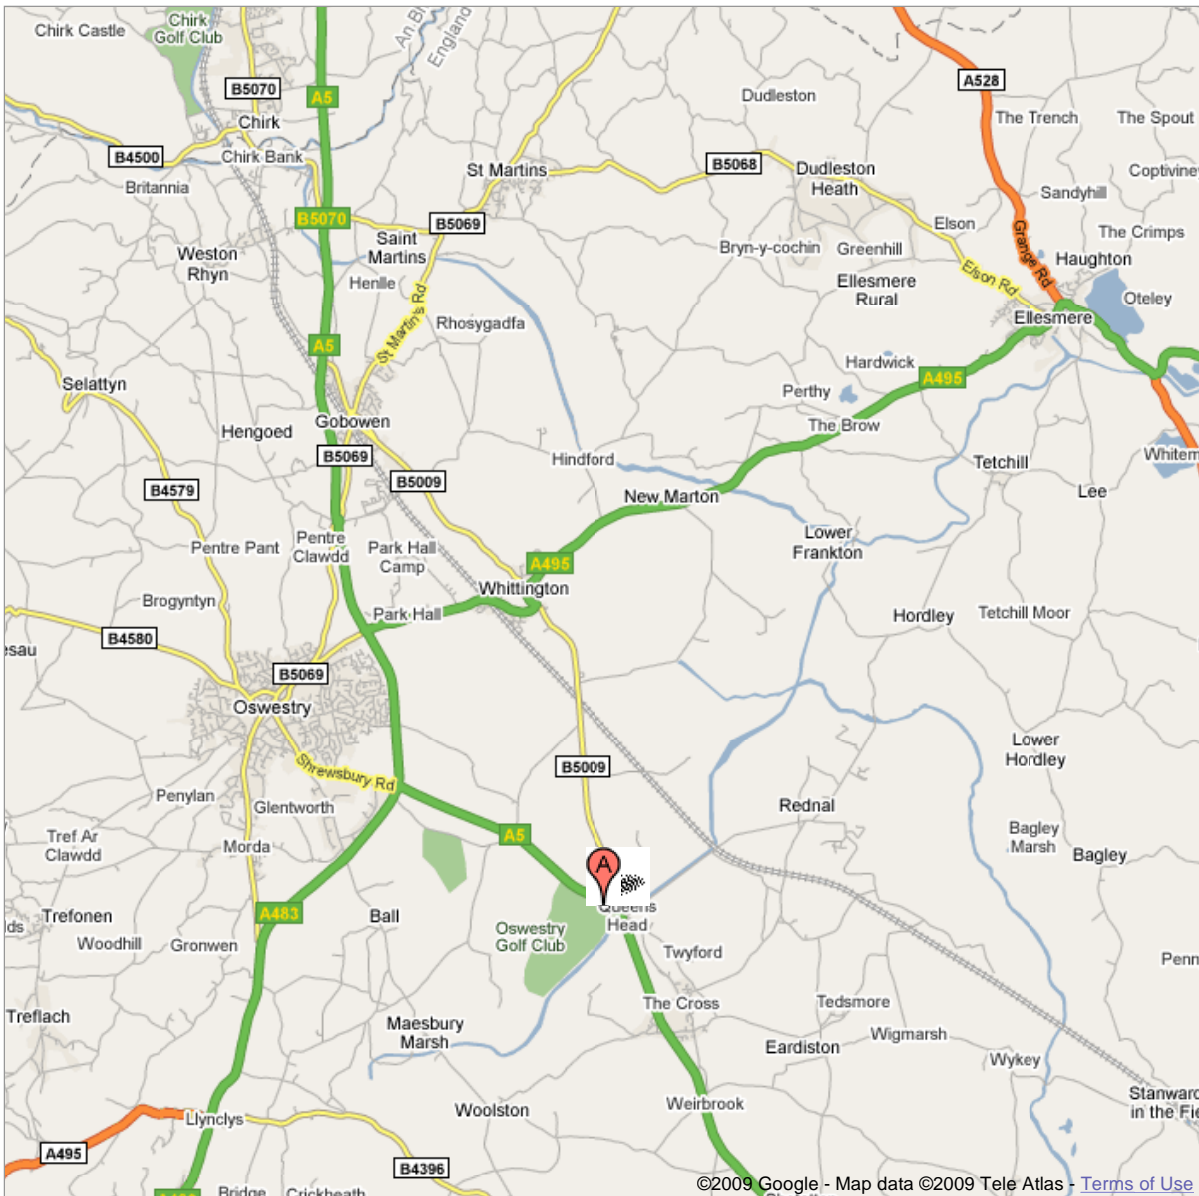 Chirk Castle
Chirk
Golf Club
An Br
England
A528
B5070
A5
Dudleston
The Trench
The Spout
Chirk
B4500
Chirk Bank
St Martins
B5068
Dudleston
Heath
Coptiviney
Britannia
Sandyhill
B5070
B5069
Elson
Grange Rd
The Crimps
Weston
Rhyn
Saint
Martins
Bryn-y-cochin
Greenhill
Haughton
Henlle
Elson Rd
Ellesmere
Rural
Oteley
St Martin's Rd
Rhosygadfa
Ellesmere
A5
Hardwick
A495
Selattyn
Perthy
Gobowen
The Brow
Hengoed
B5069
Hindford
Tetchill
Whitem
B4579
B5009
New Marton
Lee
Pentre Pant
Pentre
Clawdd
Park Hall
Camp
Lower
Frankton
A495
Whittington
Brogyntyn
Park Hall
Hordley
Tetchill Moor
B4580
esau
B5069
Oswestry
Lower
Hordley
Shrewsbury Rd
B5009
Penylan
Glentworth
Rednal
Tref Ar
Clawdd
Morda
A5
Bagley
Marsh
Bagley
A
Queens
Head
Trefonen
A483
Ball
lds
Woodhill
Gronwen
Oswestry
Golf Club
Twyford
Penn
Treflach
Maesbury
Marsh
The Cross
Tedsmore
Wigmarsh
Eardiston
Wykey
Woolston
Weirbrook
Stanward
in the Fie
Llynclys
A495
B4396
Bridge
Crickheath
©2009 Google - Map data ©2009 Tele Atlas - Terms of Use